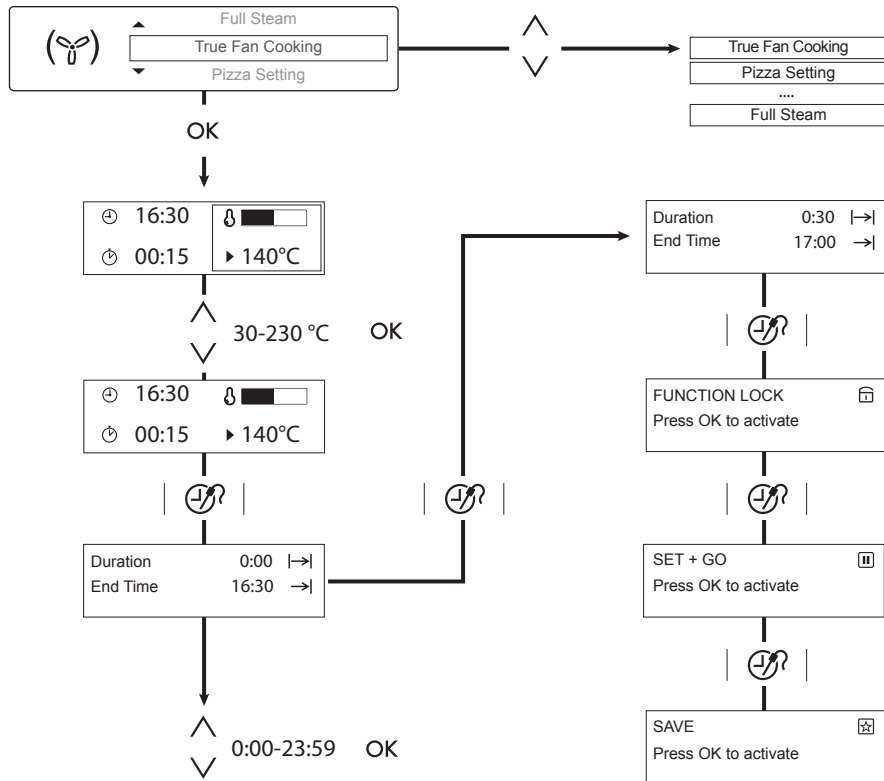 Full Steam
True Fan Cooking
Pizza Setting
OK
True Fan Cooking
Pizza Setting
....
Full Steam
16:30
00:15 140°C
30-230 °C OK
16:30
00:15 140°C
Duration 0:00
End Time 16:30
0:00-23:59 OK
Duration 0:30
End Time 17:00
FUNCTION LOCK
Press OK to activate
SET + GO
Press OK to activate
SAVE
Press OK to activate